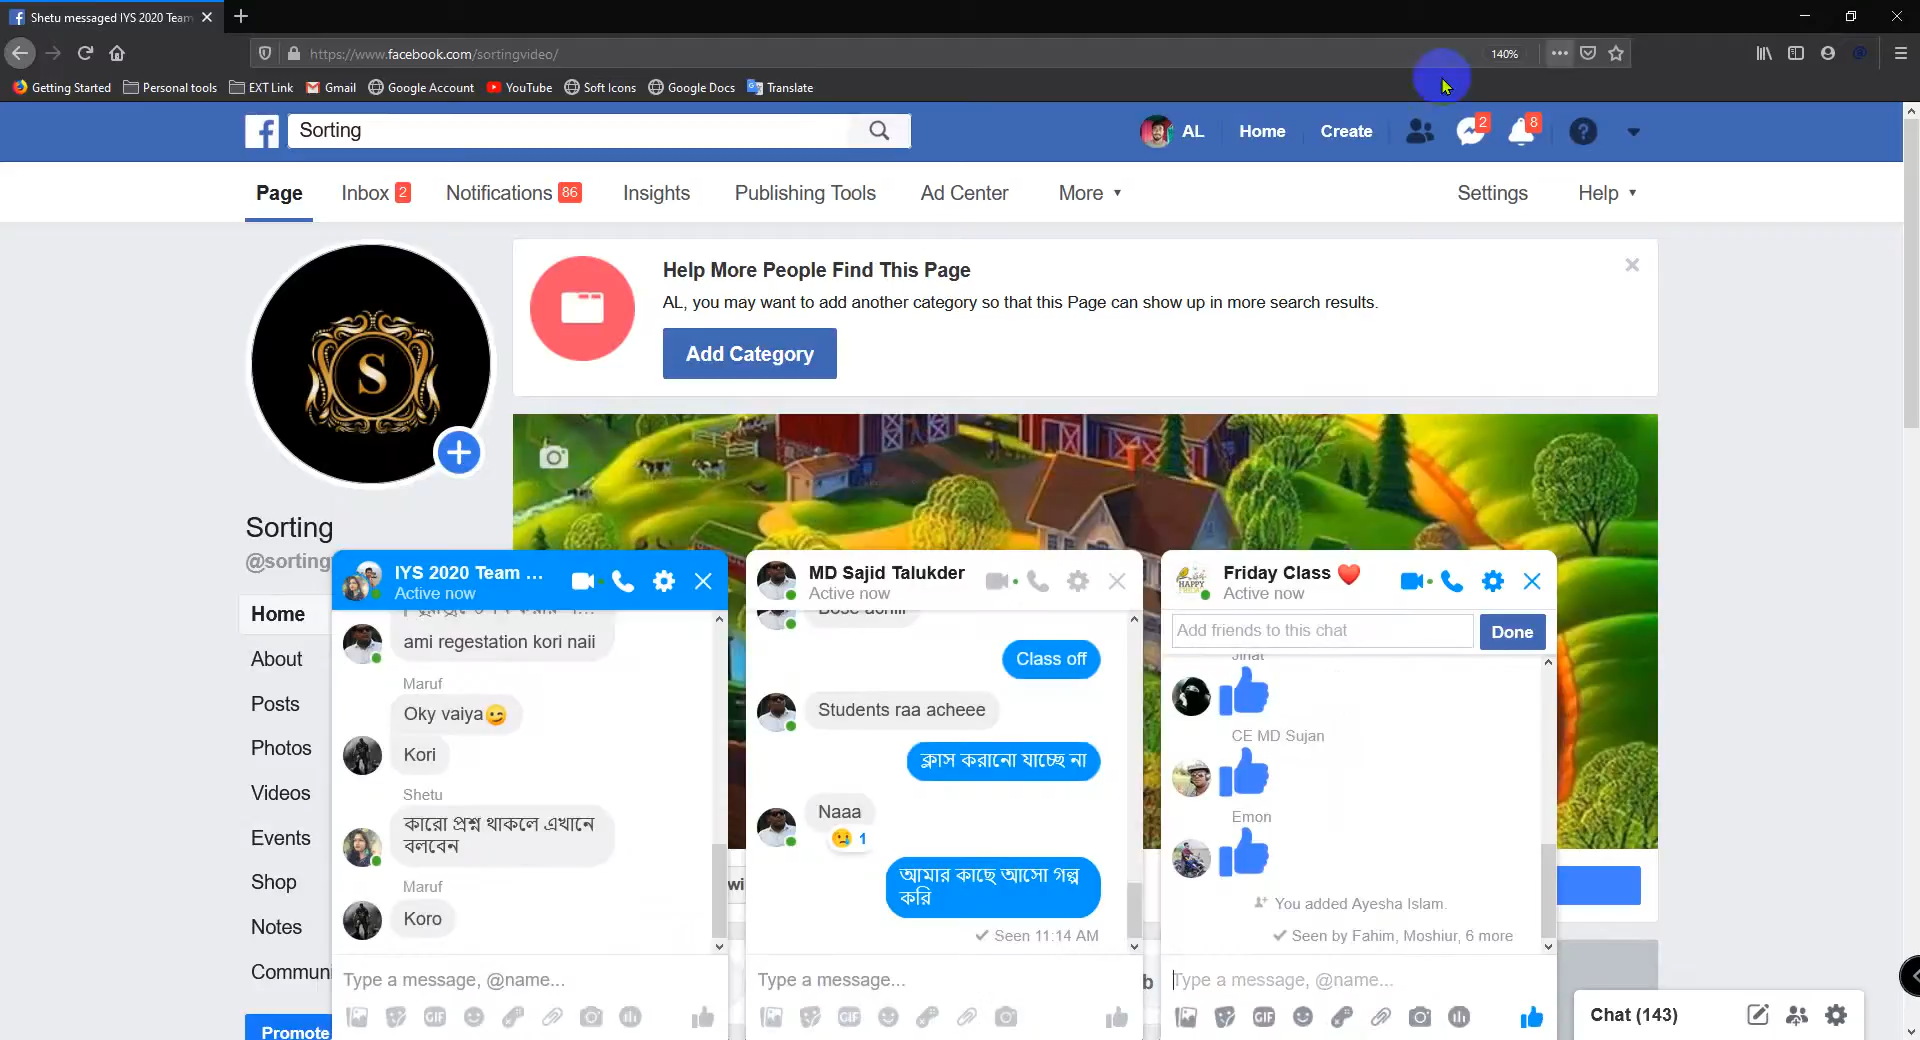 Shetu messaged IYS 2020 Team
https://www.facebook.com/sortingvideo/
140%
Getting Started
Personal tools
EXT Link
Gmail
Google Account
YouTube
Soft Icons
Google Docs
Translate
Sorting
AL
Home
Create
2
8
Page
Inbox 2
Notifications 86
Insights
Publishing Tools
Ad Center
More
Settings
Help
S
Help More People Find This Page
AL, you may want to add another category so that this Page can show up in more search results.
Add Category
Sorting
@sorting
Home
About
Posts
Photos
Videos
Events
Shop
Notes
Commun
Promote
IYS 2020 Team ...
Active now
ami regestation kori naii
Maruf
Oky vaiya
Kori
Shetu
কারো প্রশ্ন থাকলে এখানে
বলবেন
Maruf
Koro
Type a message, @name...
GIF
MD Sajid Talukder
Active now
Class off
Students raa acheee
ক্লাস করানো যাচ্ছে না
Naaa
1
আমার কাছে আসো গল্প
করি
Seen 11:14 AM
Type a message...
GIF
Friday Class
Active now
Add friends to this chat
Done
Jihat
CE MD Sujan
Emon
You added Ayesha Islam.
Seen by Fahim, Moshiur, 6 more
Type a message, @name...
GIF
Chat (143)